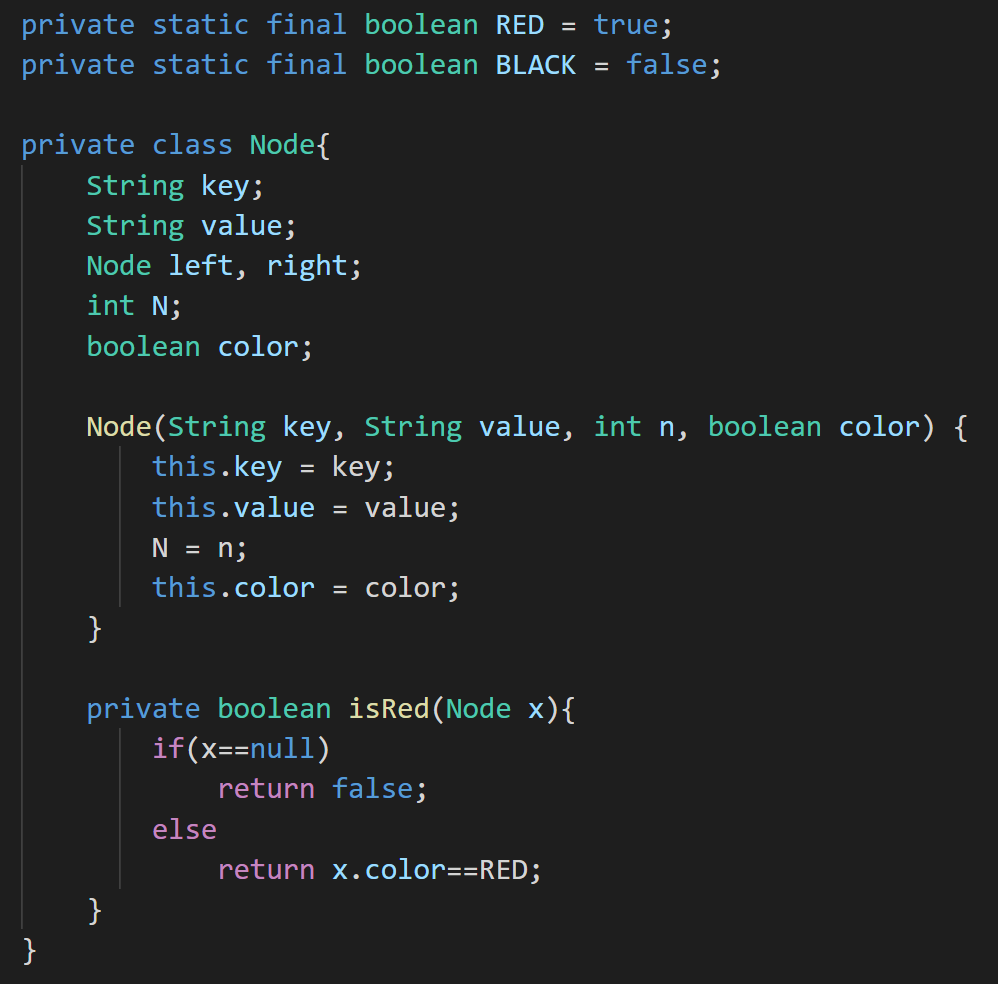 private static final boolean RED = true;
private static final boolean BLACK = false;

private class Node{
    String key;
    String value;
    Node left, right;
    int N;
    boolean color;

    Node(String key, String value, int n, boolean color) {
        this.key = key;
        this.value = value;
        N = n;
        this.color = color;
    }

    private boolean isRed(Node x){
        if(x==null)
            return false;
        else
            return x.color==RED;
    }
}